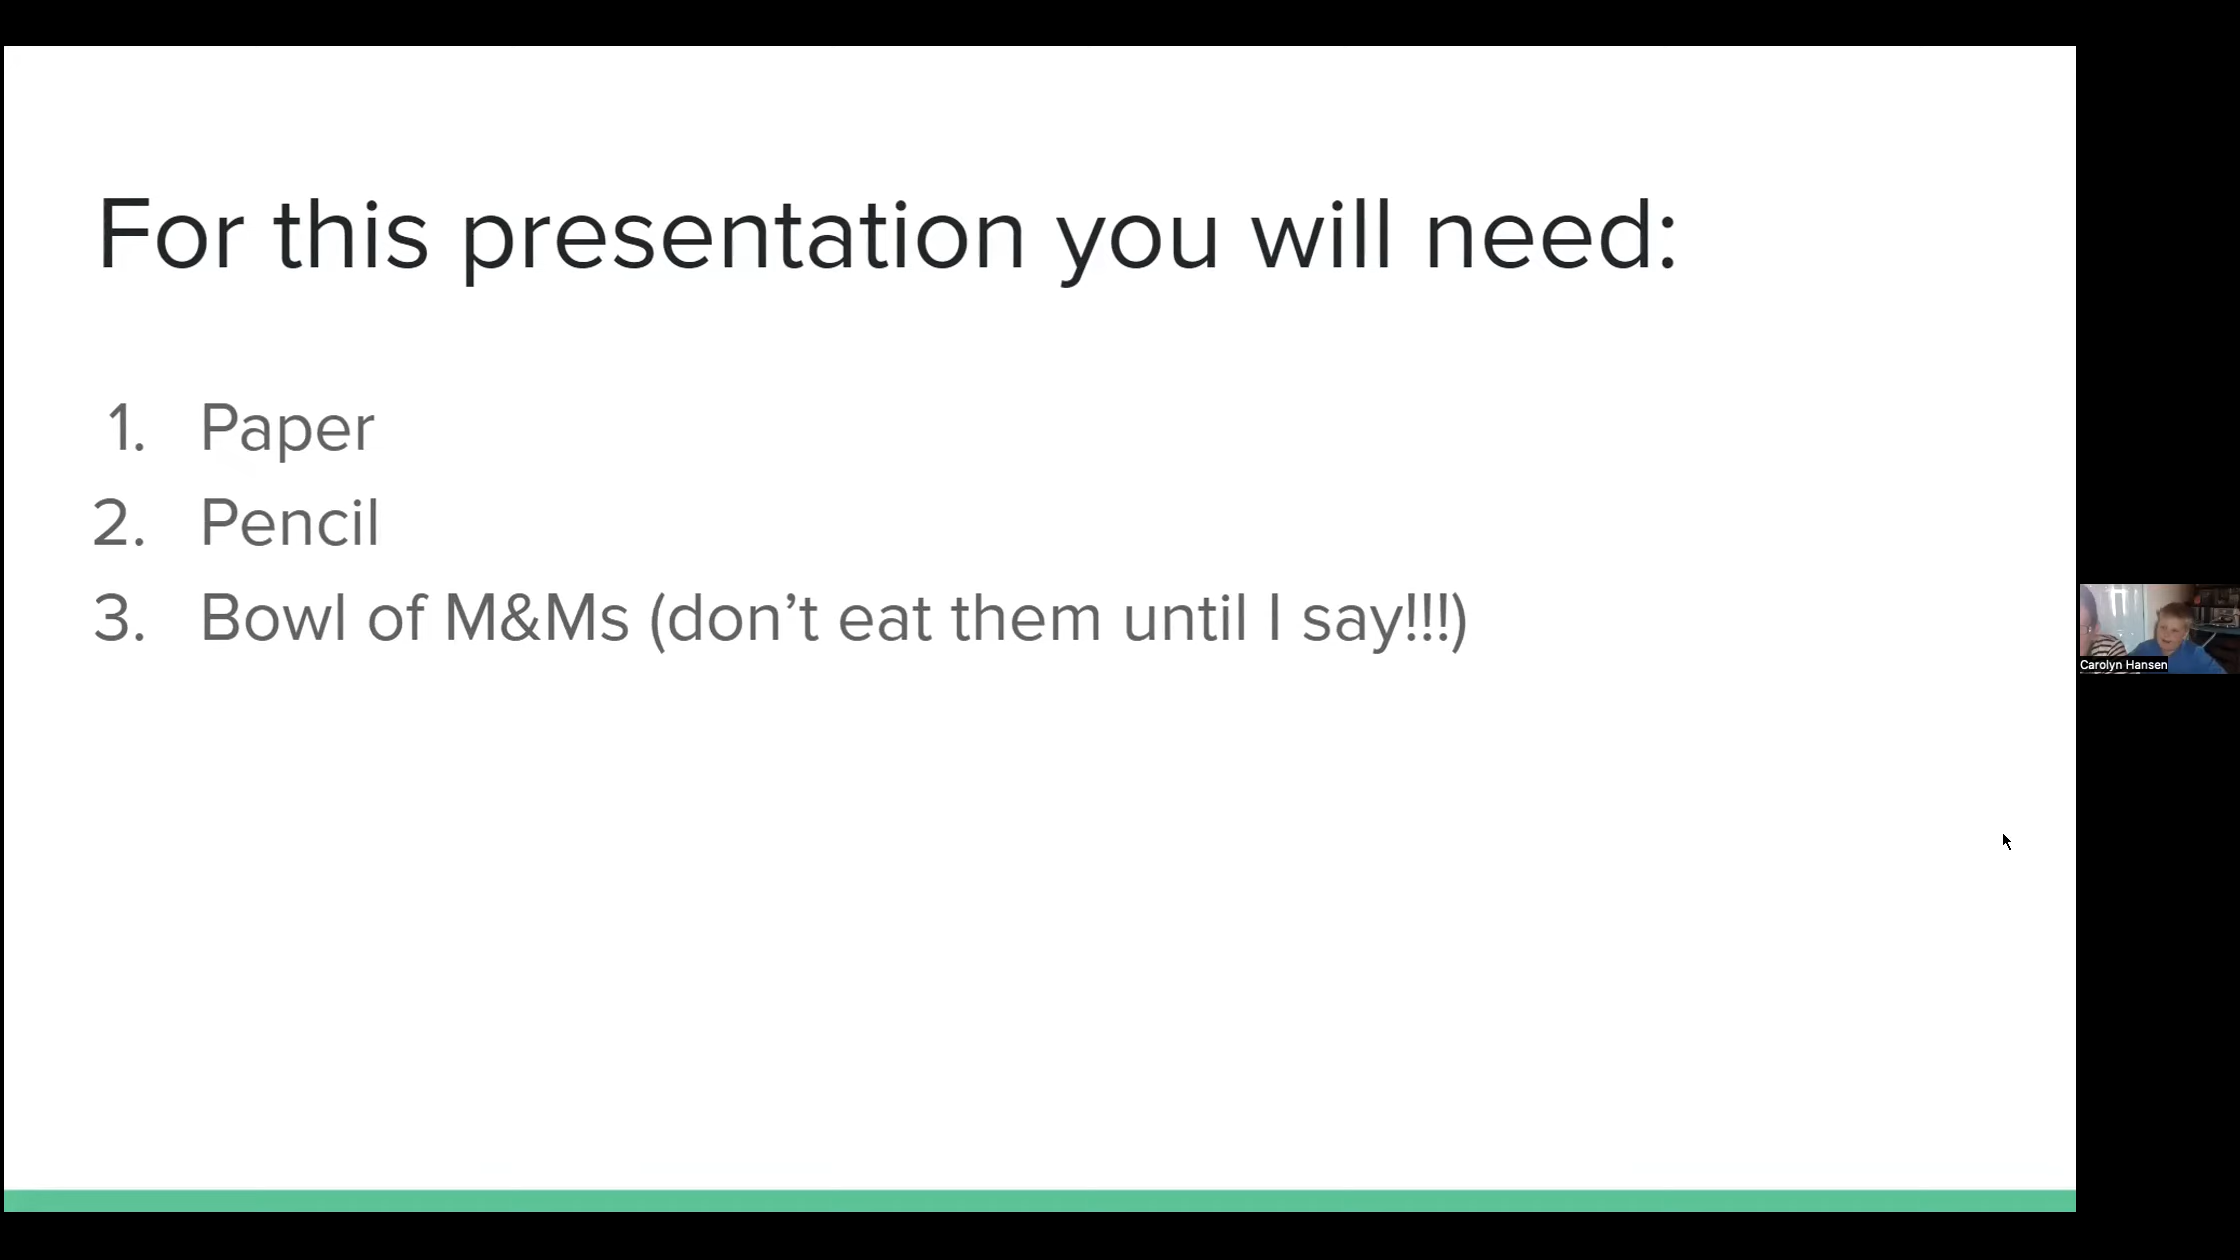 For this presentation you will need:
1. Paper
2. Pencil
3. Bowl of M&Ms (don’t eat them until I say!!!)
Carolyn Hansen